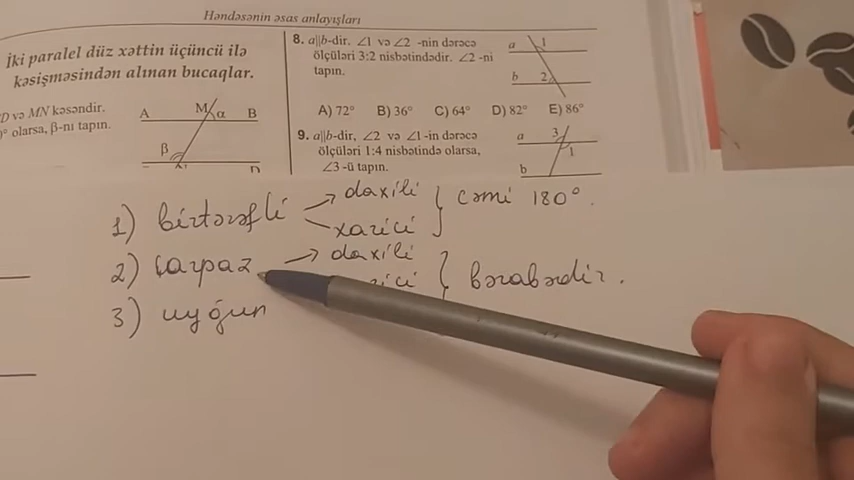 Həndəsənin əsas anlayışları
İki paralel düz xəttin üçüncü ilə
kəsişməsindən alınan bucaqlar.
D və MN kəsəndir.
° olarsa, β-nı tapın.
A M α B
β
8. a||b-dir. ∠1 və ∠2 -nin dərəcə
ölçüləri 3:2 nisbətindədir. ∠2 -ni
tapın.
a 1
b 2
A) 72° B) 36° C) 64° D) 82° E) 86°
9. a||b-dir. ∠2 və ∠1 -in dərəcə
ölçüləri 1:4 nisbətində olarsa,
∠3 -ü tapın.
a 3
1
b
1) birtərəfli daxili
xarici
cəmi 180°.
2) çarpaz daxili
bərabərdir.
3) uyğun